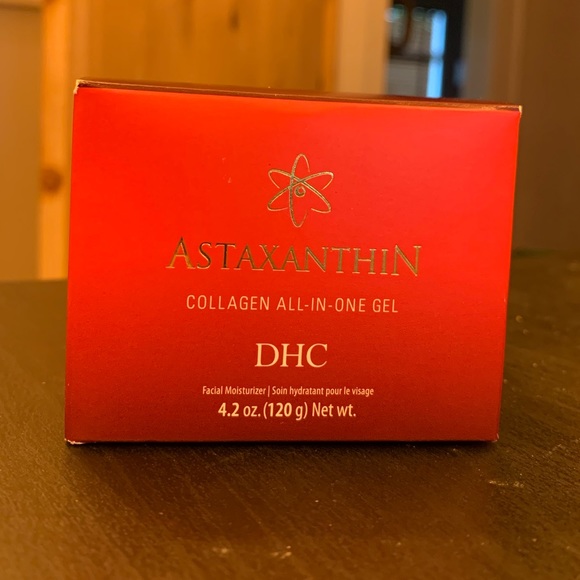 ASTAXANTHIN
COLLAGEN ALL-IN-ONE GEL
DHC
Facial Moisturizer | Soin hydratant pour le visage
4.2 oz. (120 g) Net wt.